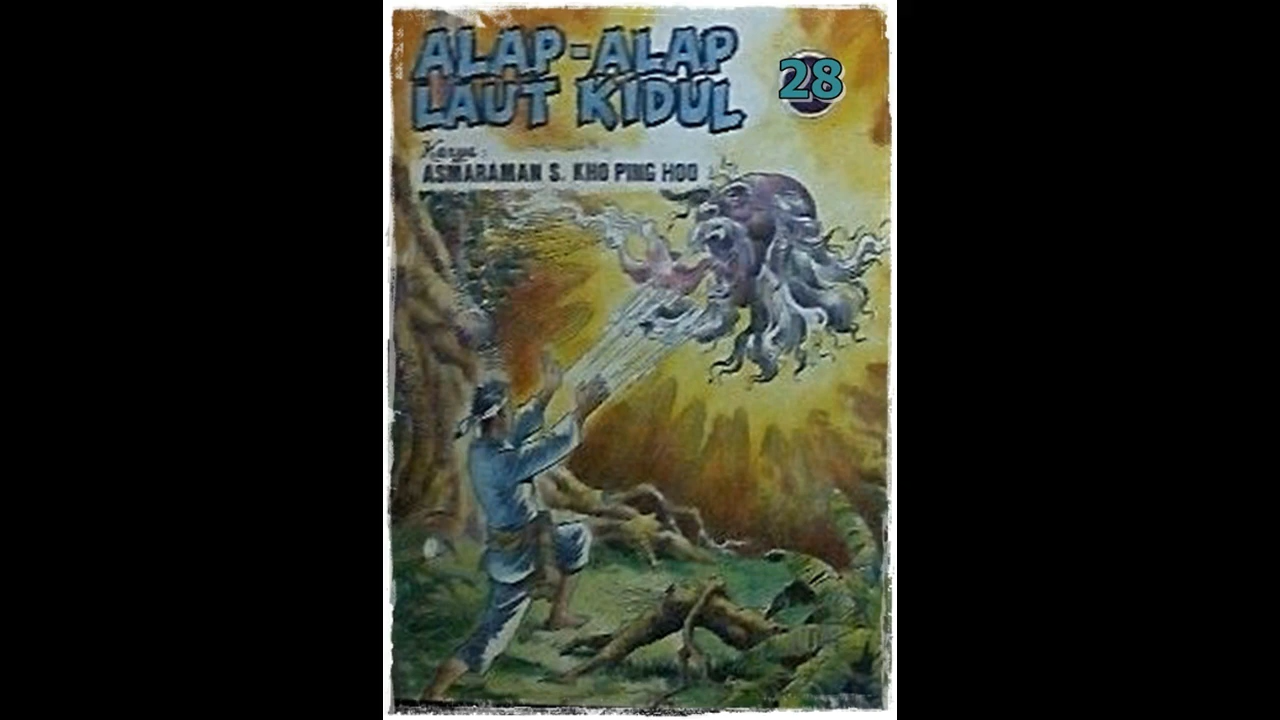 ALAP-ALAP
LAUT KIDUL
28
Karya :
ASMARAMAN S. KHO PING HOO